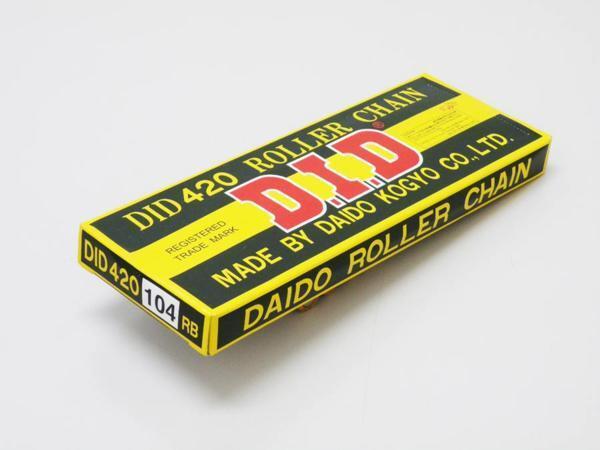 DID 420 ROLLER CHAIN
D.I.D®
REGISTERED
TRADE MARK
MADE BY DAIDO KOGYO CO.,LTD.
DID 420 104 RB
DAIDO ROLLER CHAIN